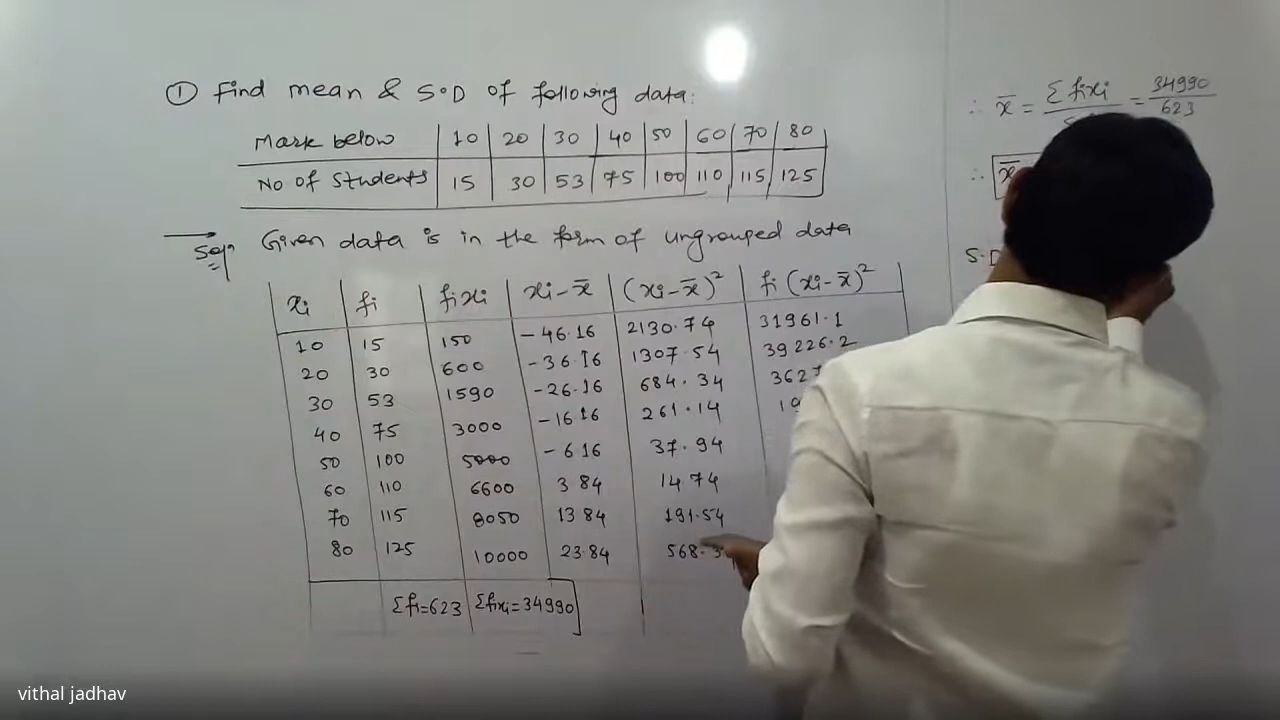 ① Find mean & S.D of following data:
Mark below 10 20 30 40 50 60 70 80
No of Students 15 30 53 75 100 110 115 125
Solⁿ Given data is in the form of ungrouped data
xi fi fixi xi-x̄ (xi-x̄)² fi(xi-x̄)²
10 15 150 -46.16 2130.74 31961.1
20 30 600 -36.16 1307.54 39226.2
30 53 1590 -26.16 684.34
40 75 3000 -16.16 261.14
50 100 5000 -6.16 37.94
60 110 6600 3.84 14.74
70 115 8050 13.84 191.54
80 125 10000 23.84
Σfi=623 Σfixi=34990
∴ x̄ = Σfixi = 34990
623
∴ x̄
S.D
vithal jadhav